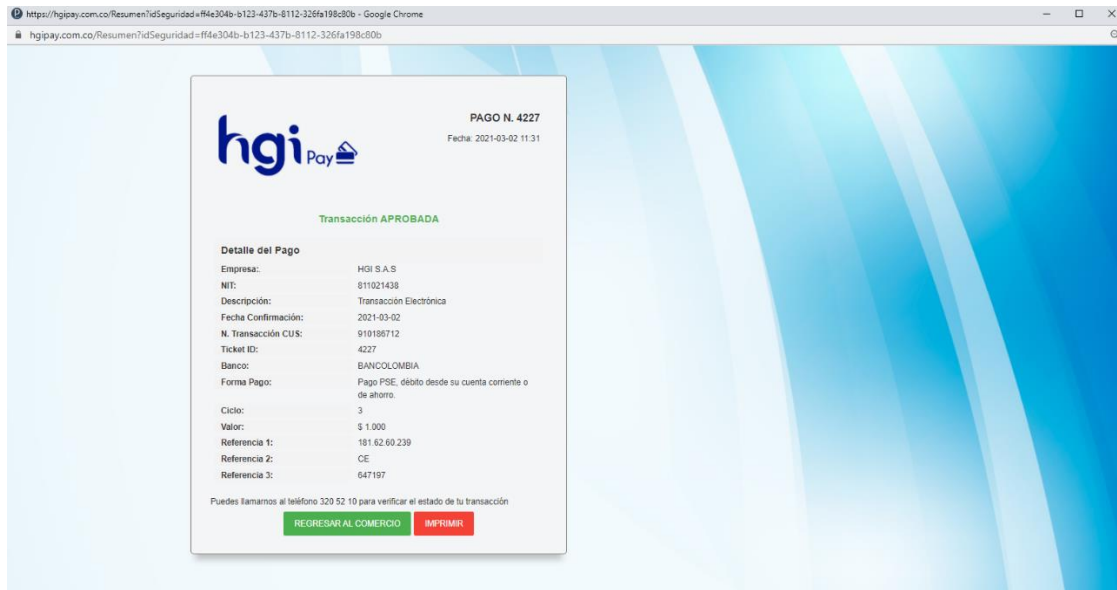 https://hgipay.com.co/Resumen?idSeguridad=ff4e304b-b123-437b-8112-326fa198c80b - Google Chrome
hgipay.com.co/Resumen?idSeguridad=ff4e304b-b123-437b-8112-326fa198c80b
hgi Pay
PAGO N. 4227
Fecha: 2021-03-02 11:31
Transacción APROBADA
Detalle del Pago
Empresa:. HGI S.A.S
NIT: 811021438
Descripción: Transacción Electrónica
Fecha Confirmación: 2021-03-02
N. Transacción CUS: 910186712
Ticket ID: 4227
Banco: BANCOLOMBIA
Forma Pago: Pago PSE, débito desde su cuenta corriente o
de ahorro.
Ciclo: 3
Valor: $ 1.000
Referencia 1: 181.62.60.239
Referencia 2: CE
Referencia 3: 647197
Puedes llamarnos al teléfono 320 52 10 para verificar el estado de tu transacción
REGRESAR AL COMERCIO IMPRIMIR